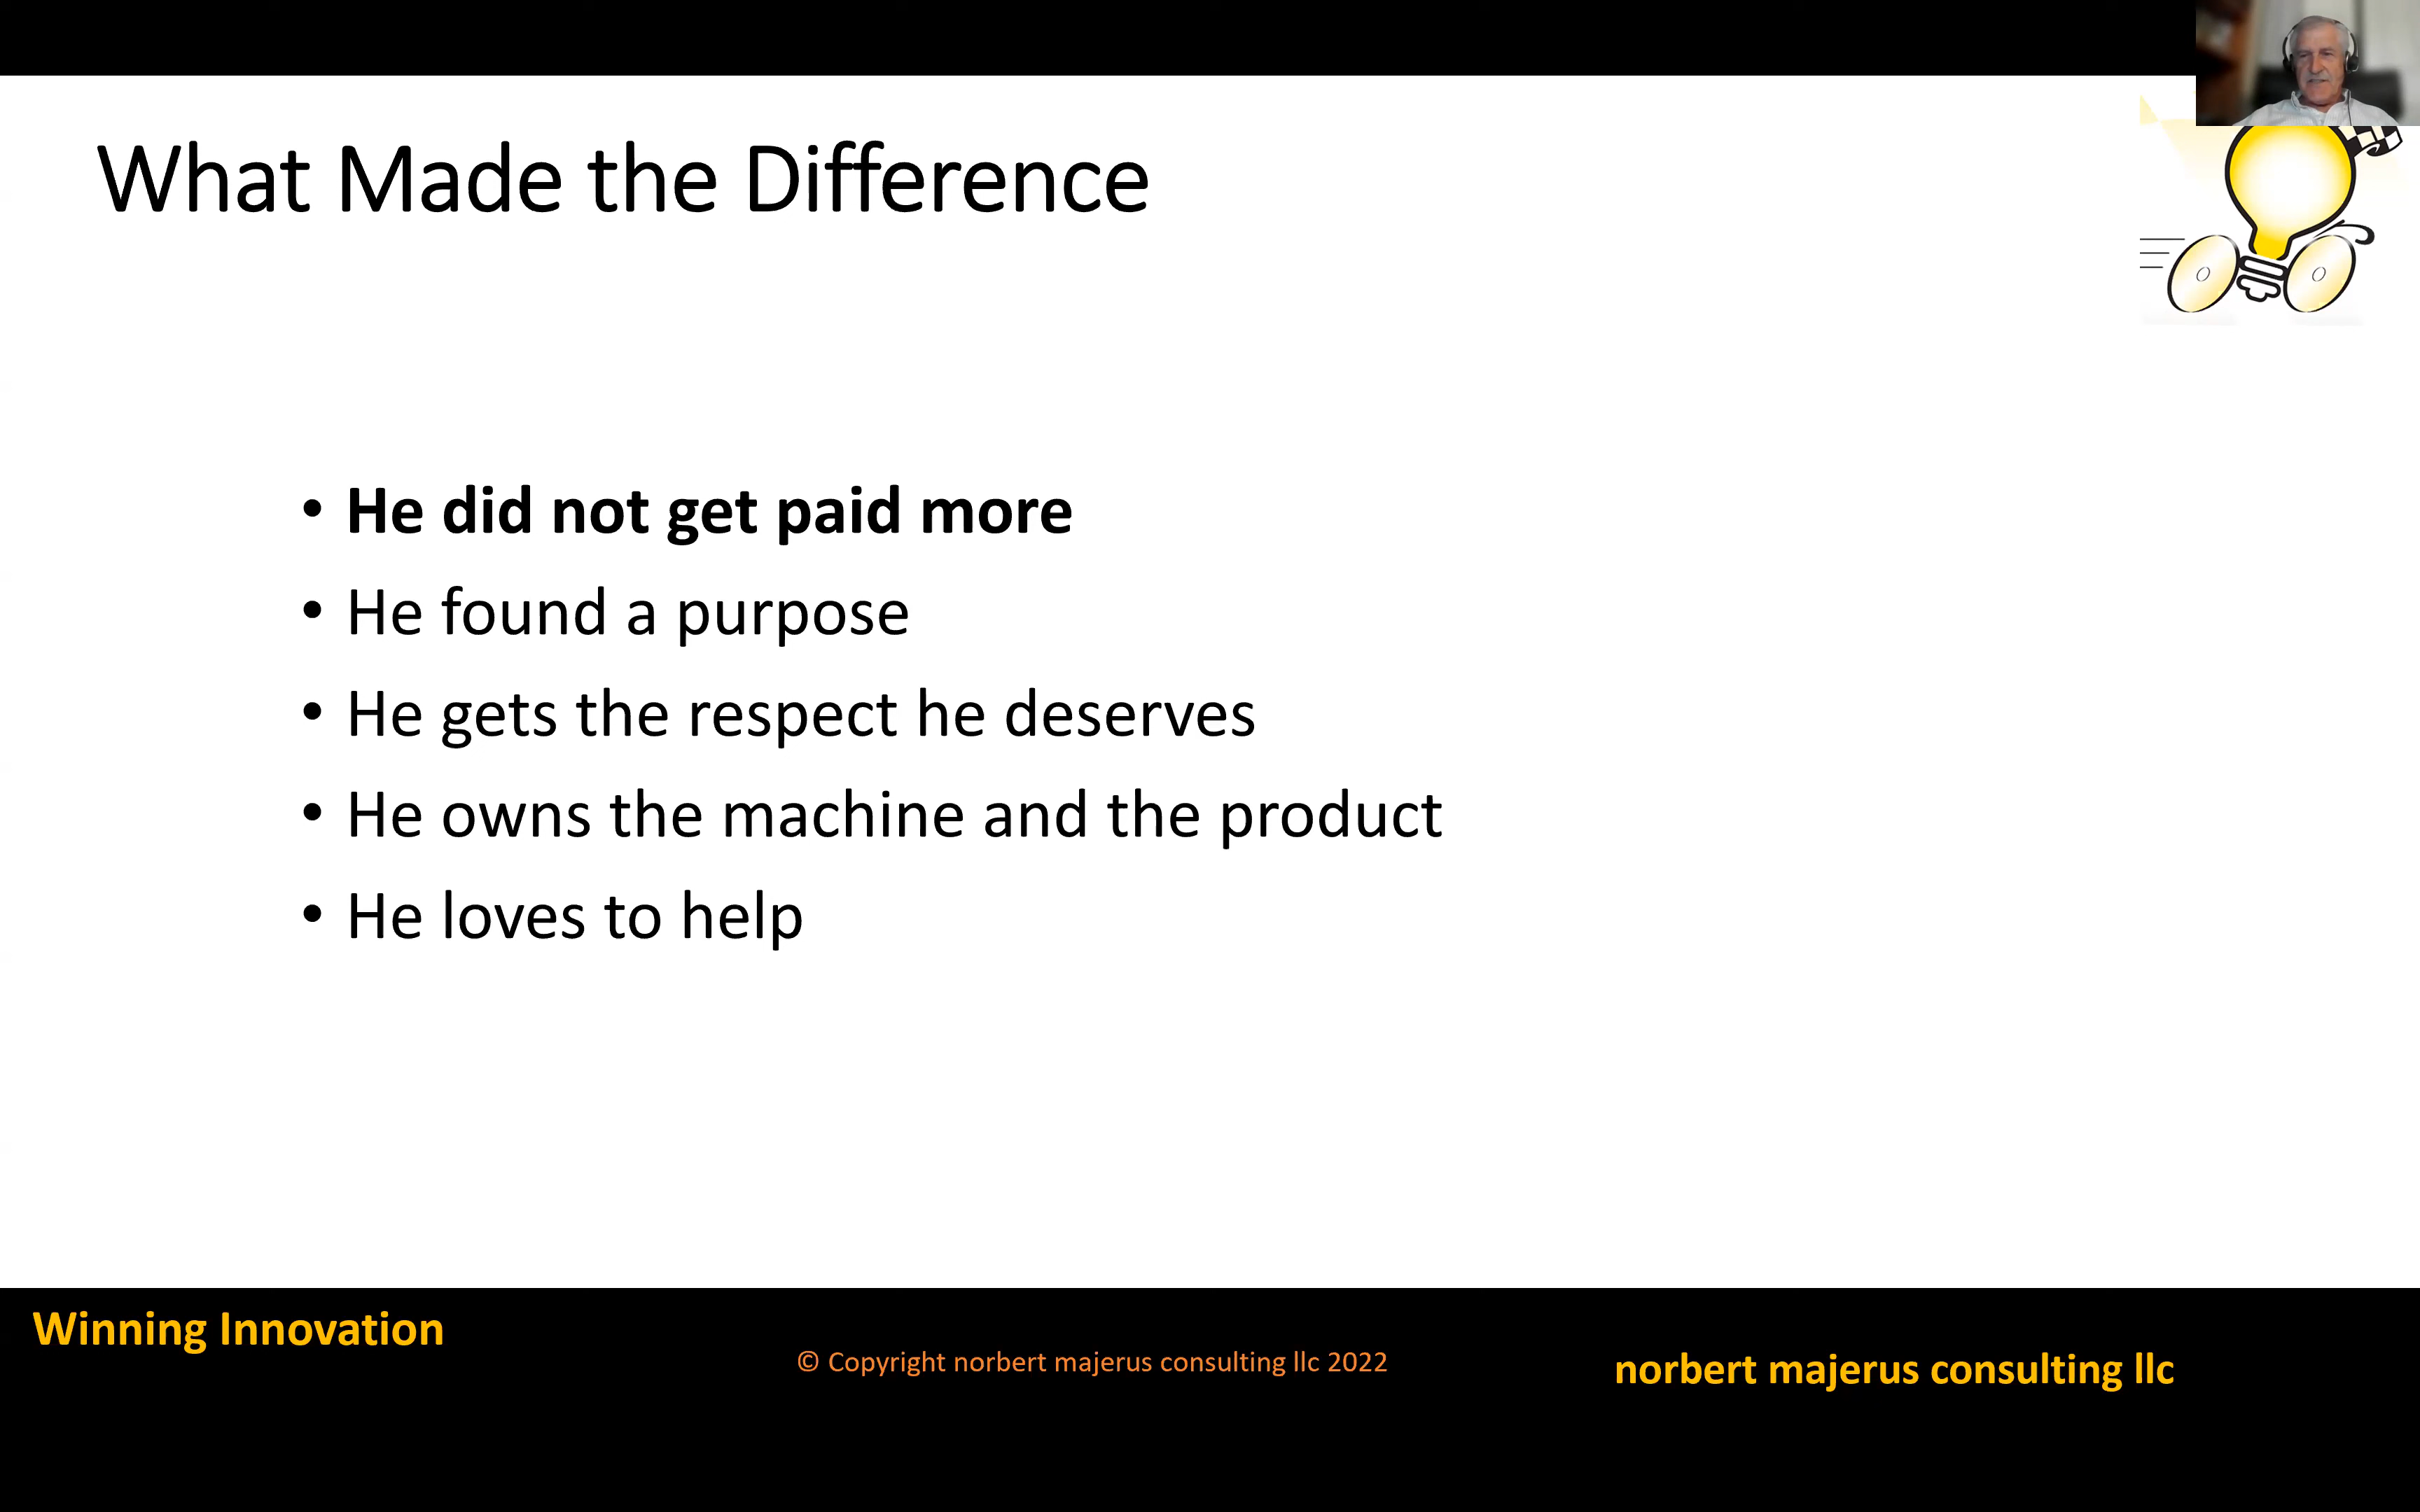 What Made the Difference
• He did not get paid more
• He found a purpose
• He gets the respect he deserves
• He owns the machine and the product
• He loves to help
Winning Innovation
© Copyright norbert majerus consulting llc 2022
norbert majerus consulting llc